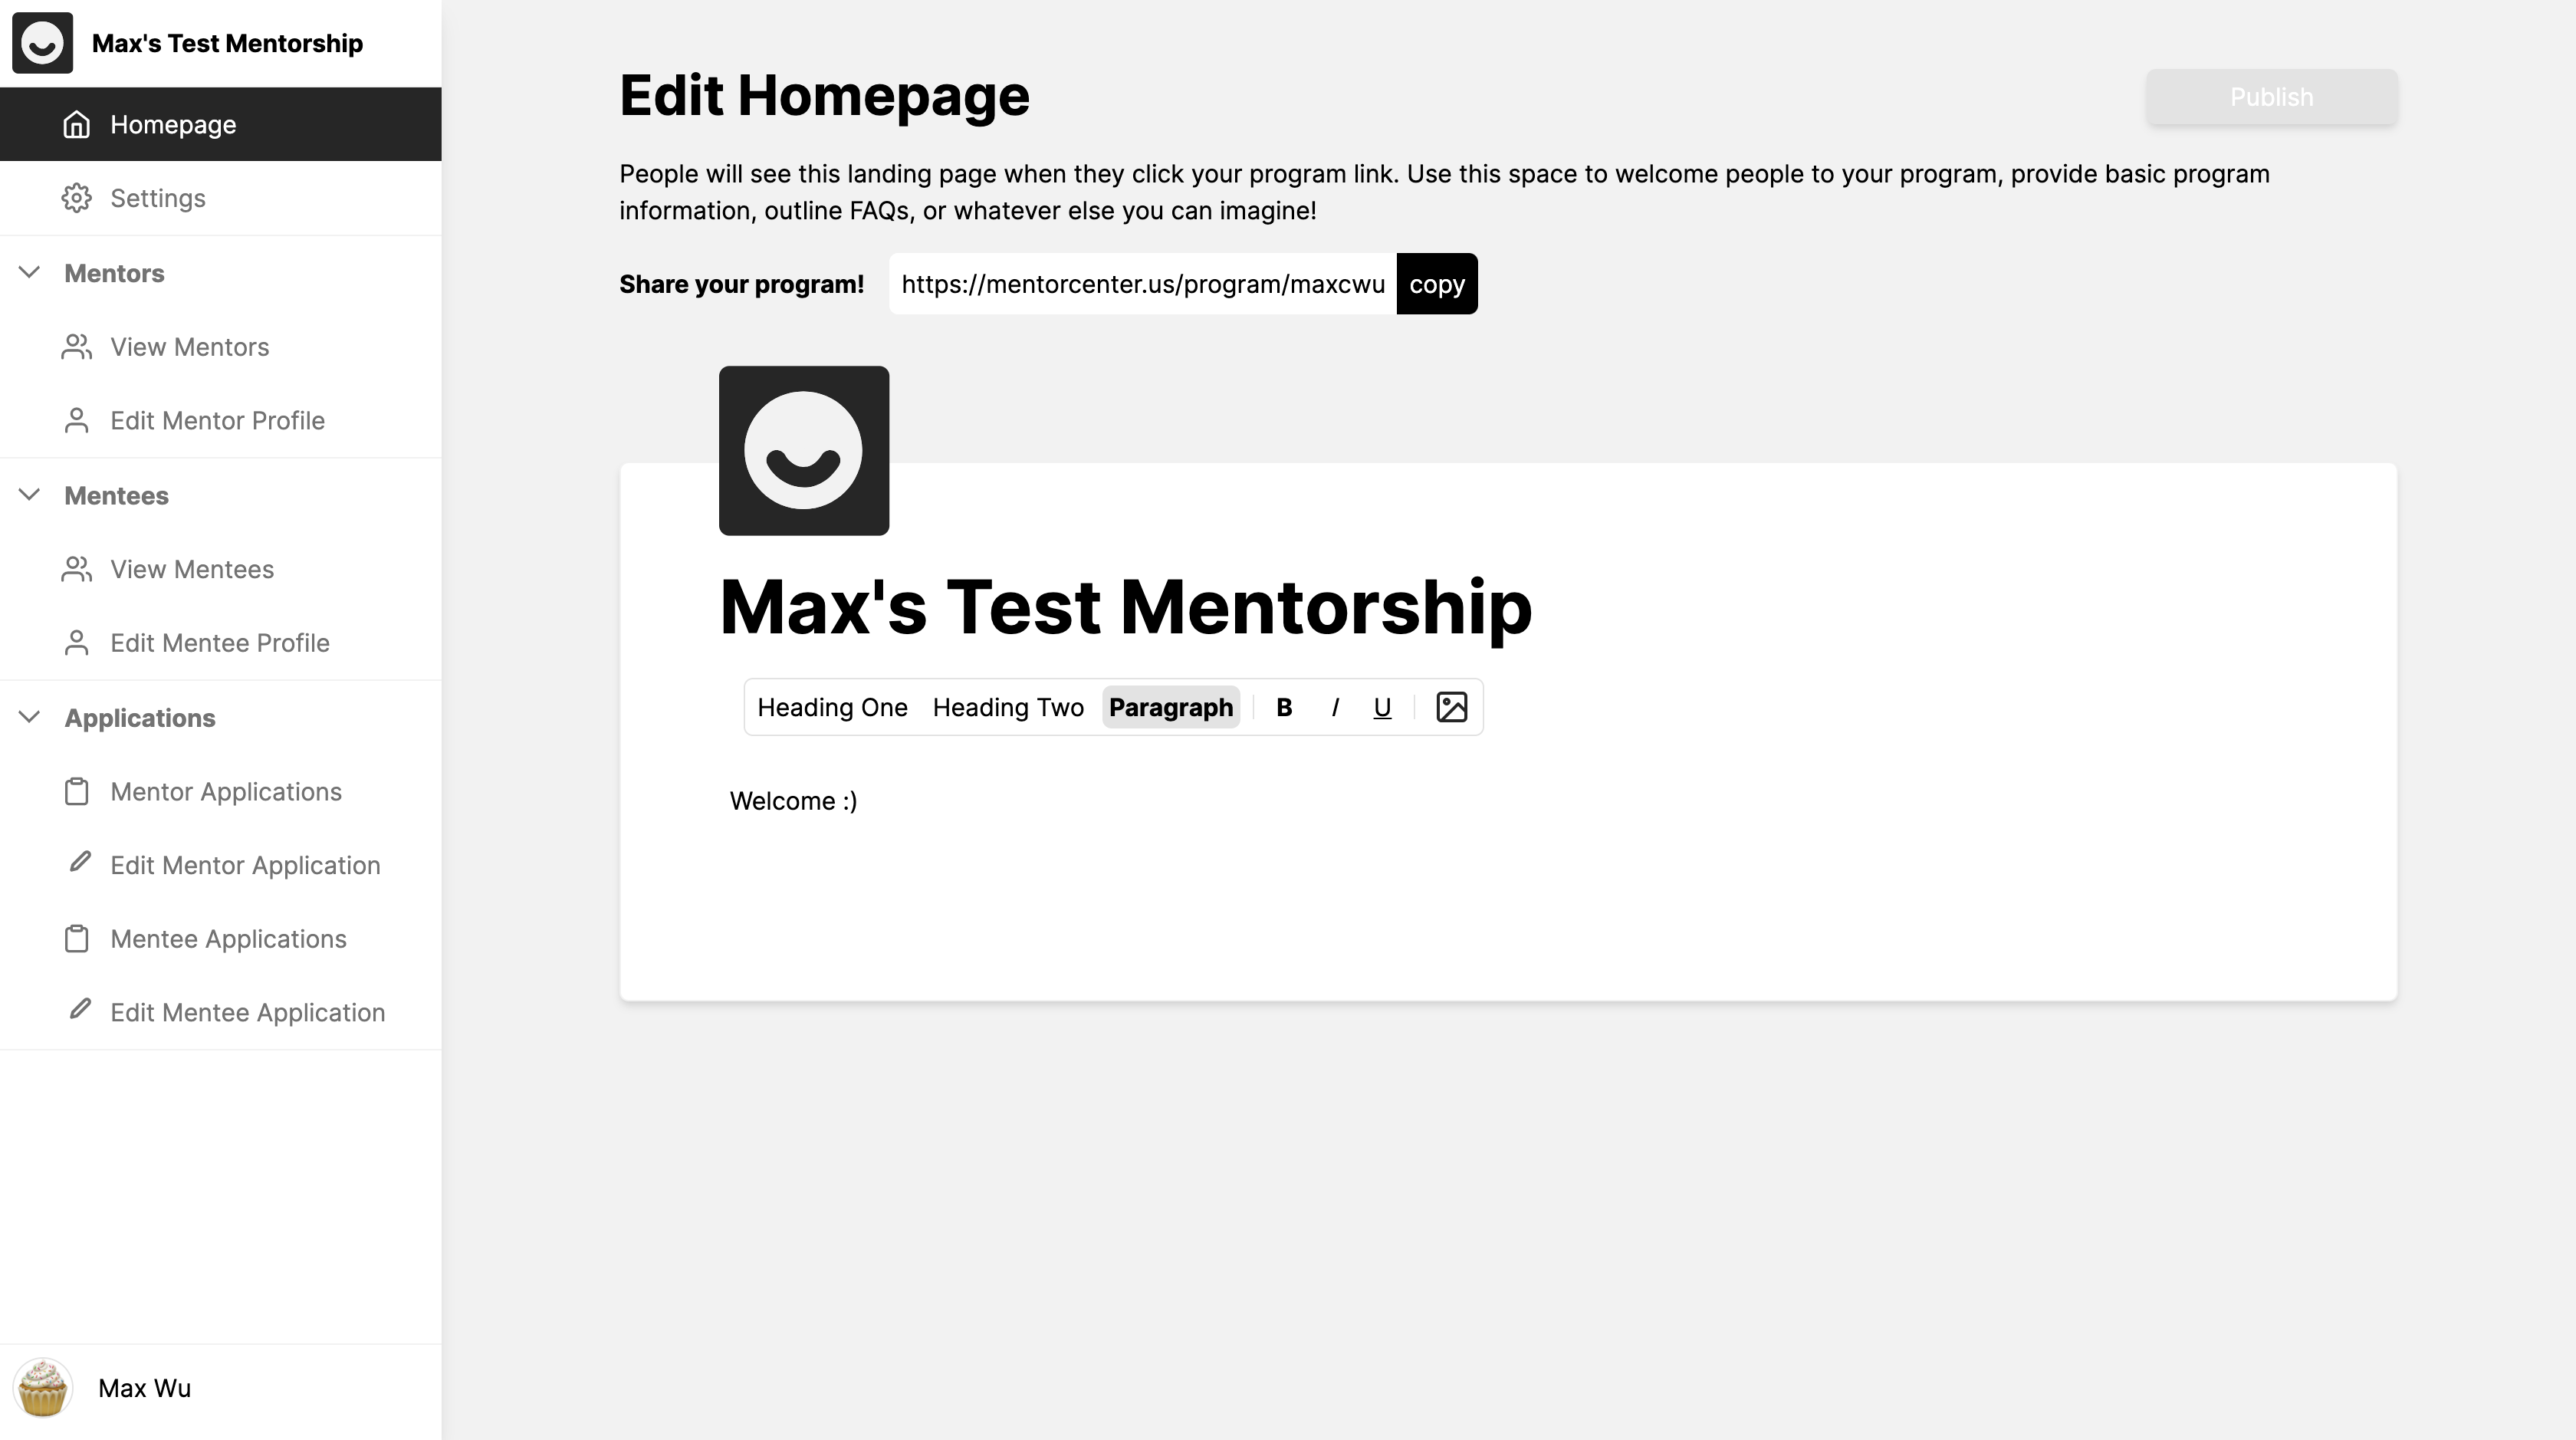 Max's Test Mentorship
Homepage
Settings
Mentors
View Mentors
Edit Mentor Profile
Mentees
View Mentees
Edit Mentee Profile
Applications
Mentor Applications
Edit Mentor Application
Mentee Applications
Edit Mentee Application
Max Wu
Edit Homepage
Publish
People will see this landing page when they click your program link. Use this space to welcome people to your program, provide basic program
information, outline FAQs, or whatever else you can imagine!
Share your program! https://mentorcenter.us/program/maxcwu copy
Max's Test Mentorship
Heading One Heading Two Paragraph B I U
Welcome :)